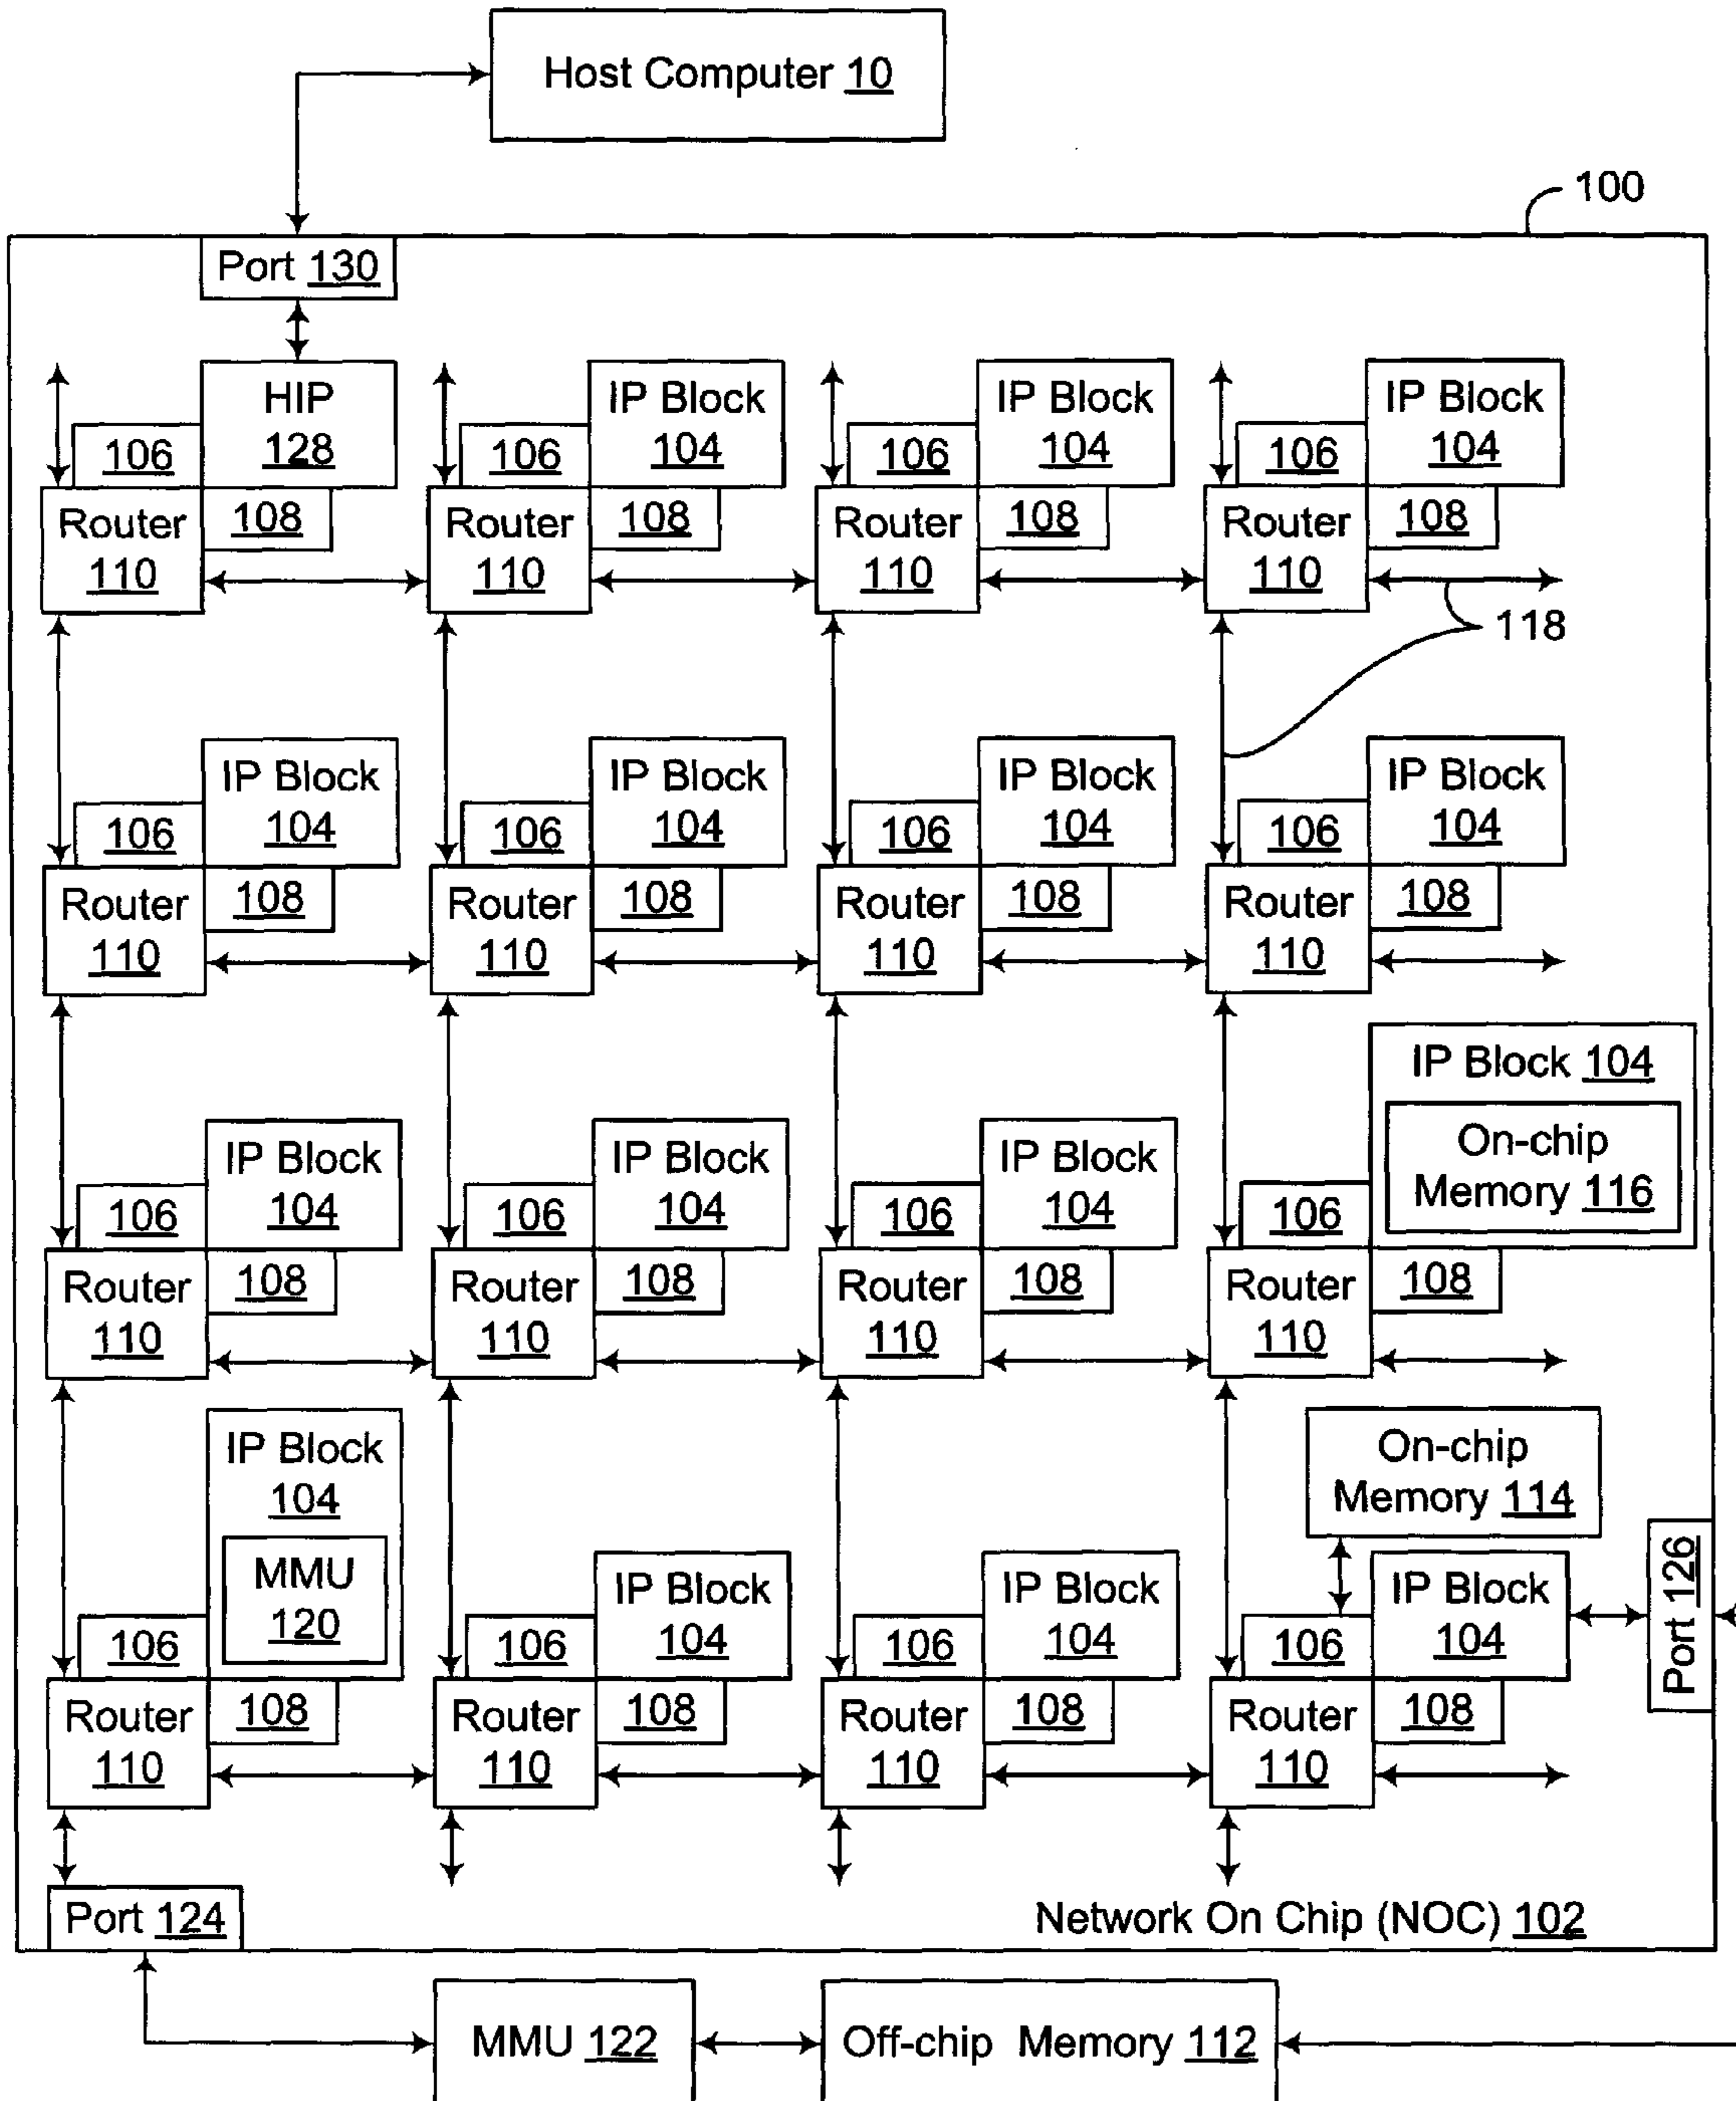 Host Computer 10
100
Port 130
HIP
128
IP Block
104
IP Block
104
IP Block
104
106
106
106
106
Router
110
108
Router
110
108
Router
110
108
Router
110
108
118
IP Block
104
IP Block
104
IP Block
104
IP Block
104
106
106
106
106
Router
110
108
Router
110
108
Router
110
108
Router
110
108
IP Block 104
On-chip
Memory 116
IP Block
104
IP Block
104
IP Block
104
106
106
106
106
Router
110
108
Router
110
108
Router
110
108
Router
110
108
IP Block
104
MMU
120
On-chip
Memory 114
IP Block
104
IP Block
104
IP Block
104
Port 126
106
106
106
106
Router
110
108
Router
110
108
Router
110
108
Router
110
108
Port 124
Network On Chip (NOC) 102
MMU 122
Off-chip Memory 112